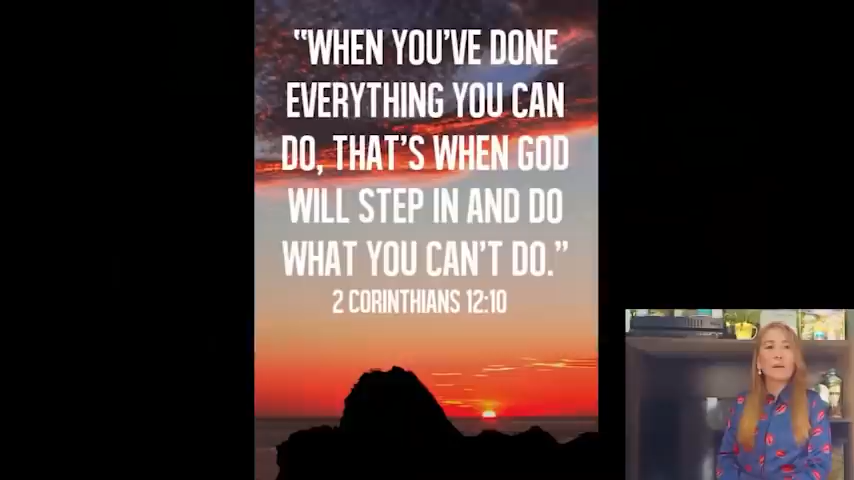 “WHEN YOU’VE DONE
EVERYTHING YOU CAN
DO, THAT’S WHEN GOD
WILL STEP IN AND DO
WHAT YOU CAN’T DO.”
2 CORINTHIANS 12:10